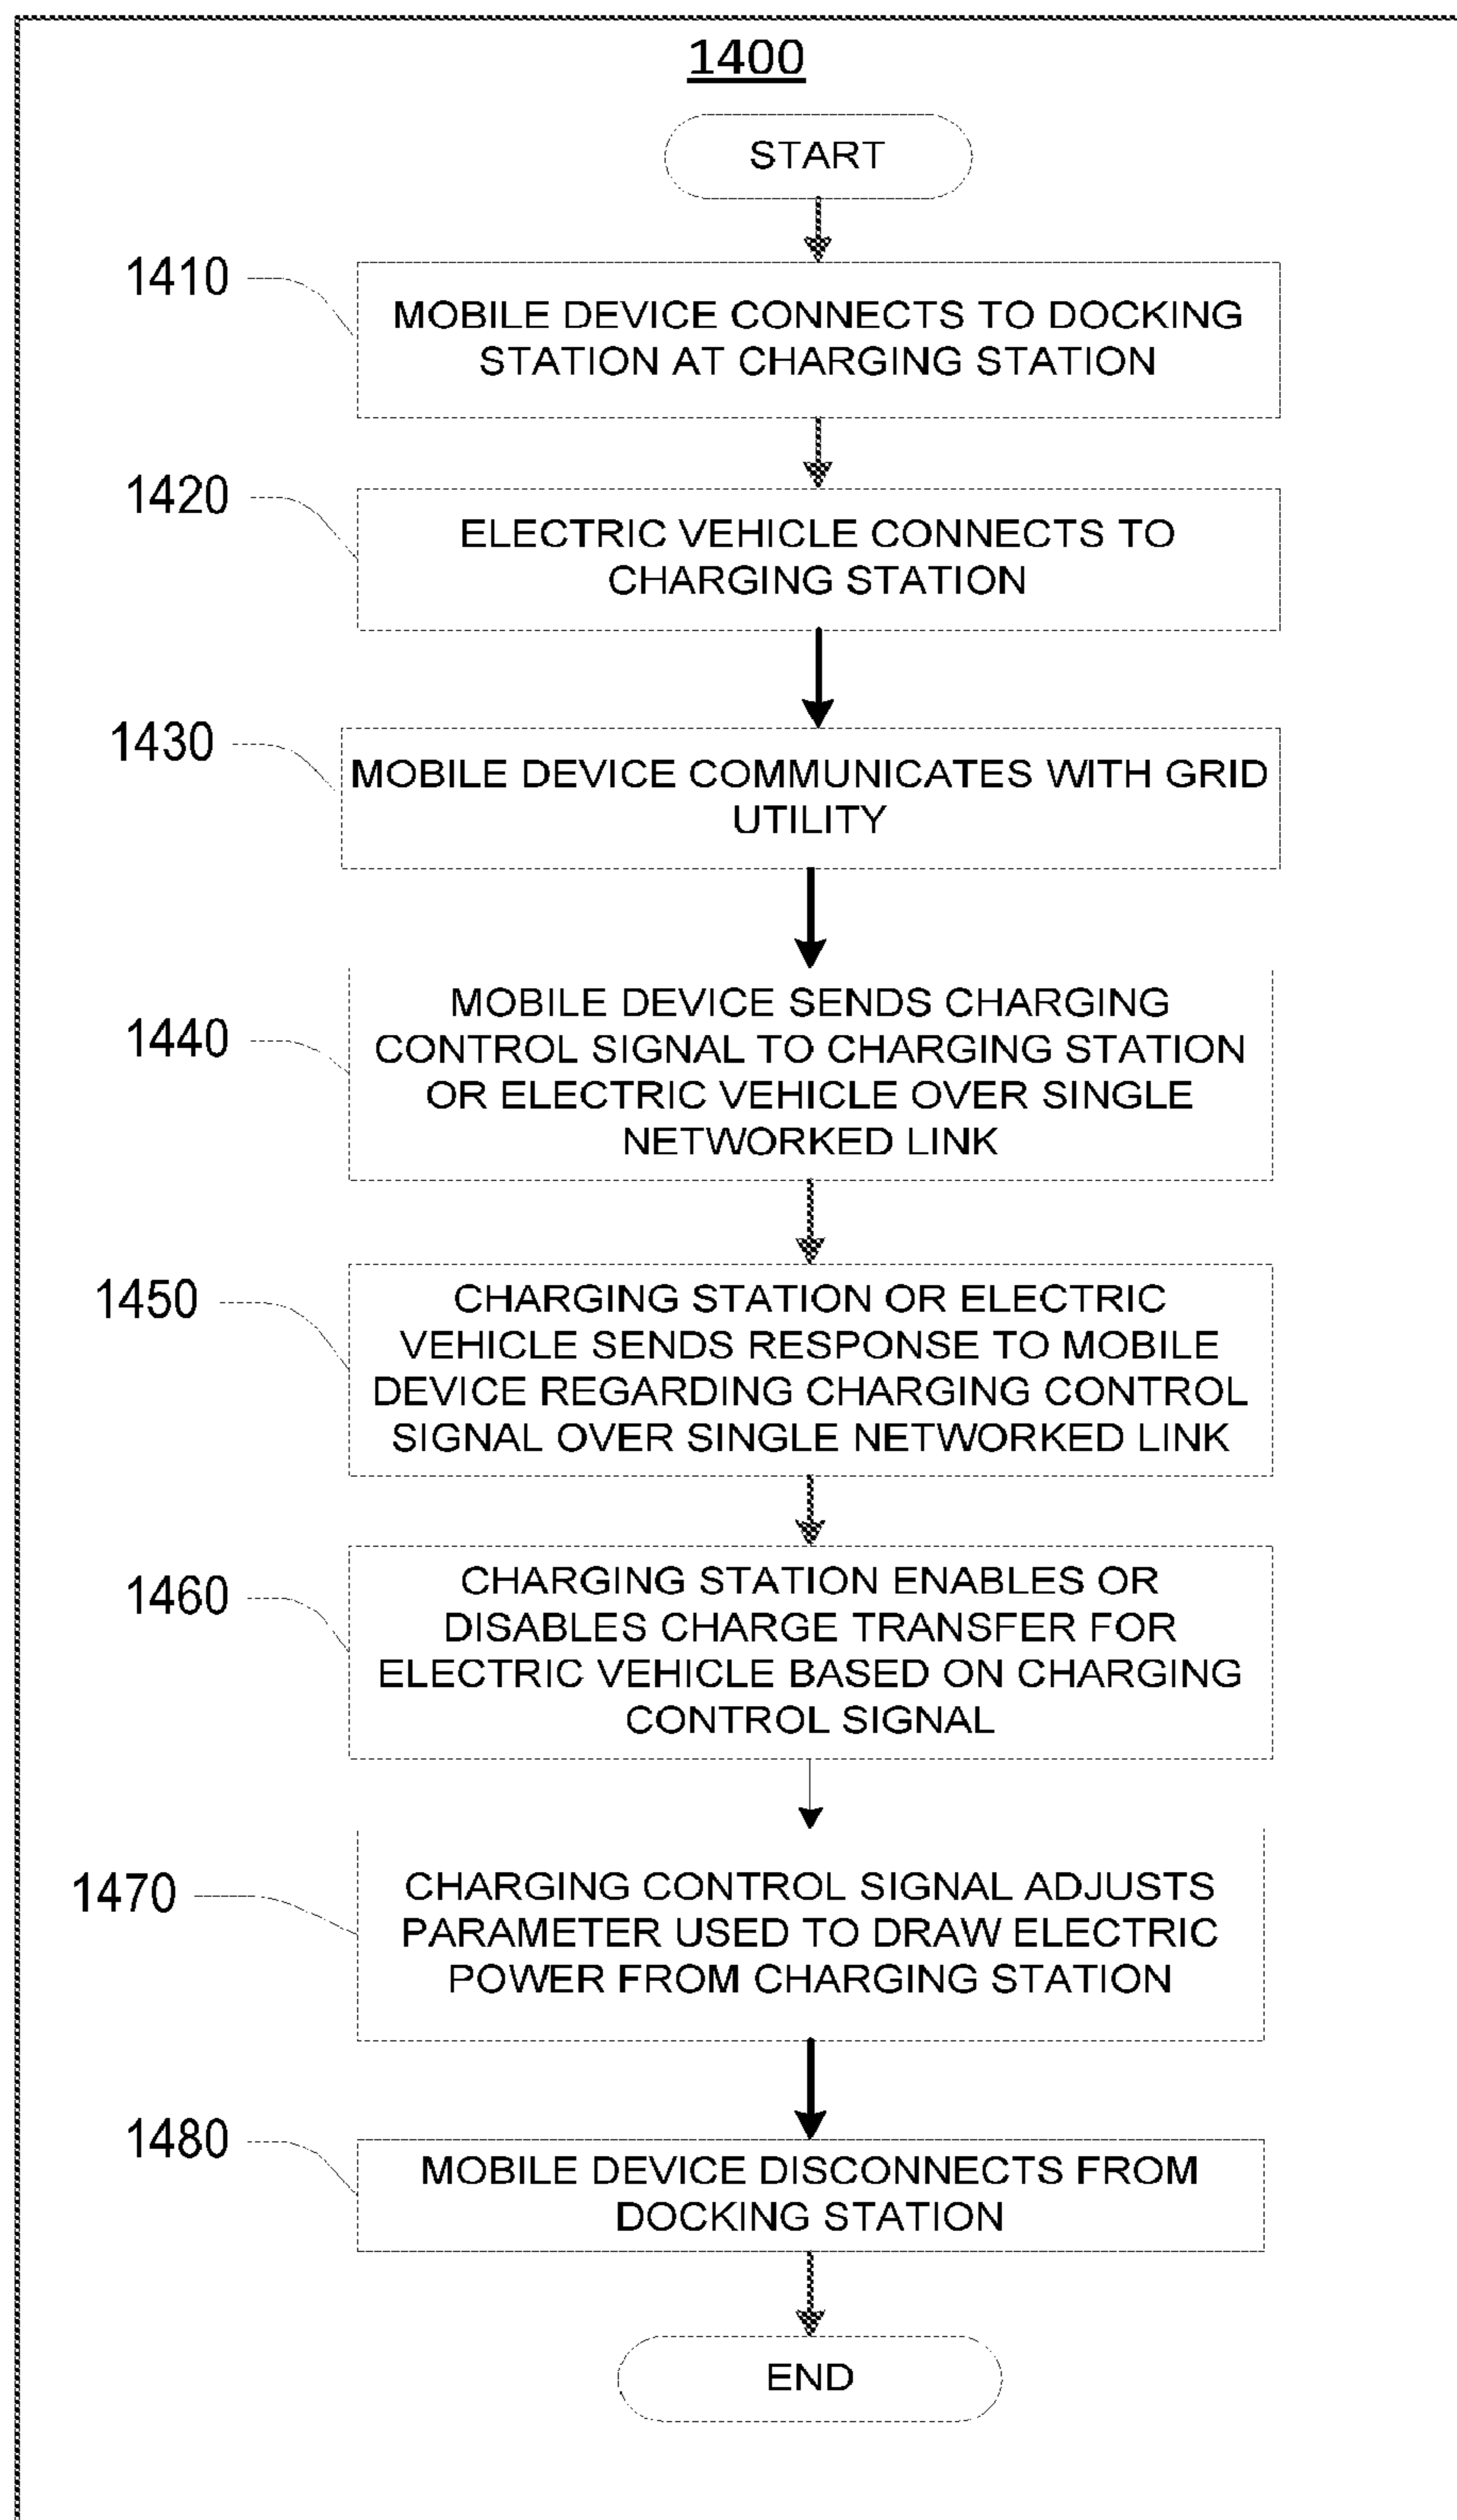 1400
START
1410
MOBILE DEVICE CONNECTS TO DOCKING
STATION AT CHARGING STATION
1420
ELECTRIC VEHICLE CONNECTS TO
CHARGING STATION
1430
MOBILE DEVICE COMMUNICATES WITH GRID
UTILITY
1440
MOBILE DEVICE SENDS CHARGING
CONTROL SIGNAL TO CHARGING STATION
OR ELECTRIC VEHICLE OVER SINGLE
NETWORKED LINK
1450
CHARGING STATION OR ELECTRIC
VEHICLE SENDS RESPONSE TO MOBILE
DEVICE REGARDING CHARGING CONTROL
SIGNAL OVER SINGLE NETWORKED LINK
1460
CHARGING STATION ENABLES OR
DISABLES CHARGE TRANSFER FOR
ELECTRIC VEHICLE BASED ON CHARGING
CONTROL SIGNAL
1470
CHARGING CONTROL SIGNAL ADJUSTS
PARAMETER USED TO DRAW ELECTRIC
POWER FROM CHARGING STATION
1480
MOBILE DEVICE DISCONNECTS FROM
DOCKING STATION
END